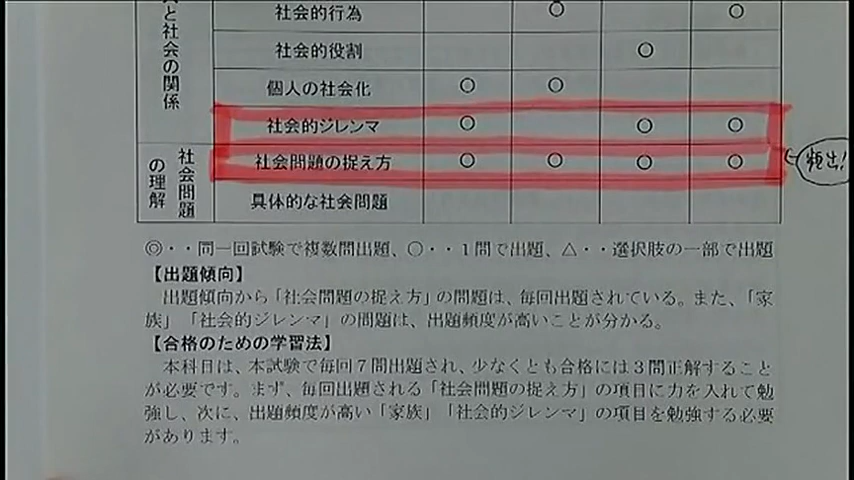 社会的行為 ○ ○
社会的役割 ○
と社会の関係
個人の社会化 ○ ○
社会的ジレンマ ○ ○ ○
社会問題の理解
社会問題の捉え方 ○ ○ ○ ○
頻出!
具体的な社会問題
◎・・同一回試験で複数問出題、○・・1問で出題、△・・選択肢の一部で出題
【出題傾向】
出題傾向から「社会問題の捉え方」の問題は、毎回出題されている。また、「家
族」「社会的ジレンマ」の問題は、出題頻度が高いことが分かる。
【合格のための学習法】
本科目は、本試験で毎回7問出題され、少なくとも合格には3問正解すること
が必要です。まず、毎回出題される「社会問題の捉え方」の項目に力を入れて勉
強し、次に、出題頻度が高い「家族」「社会的ジレンマ」の項目を勉強する必要
があります。